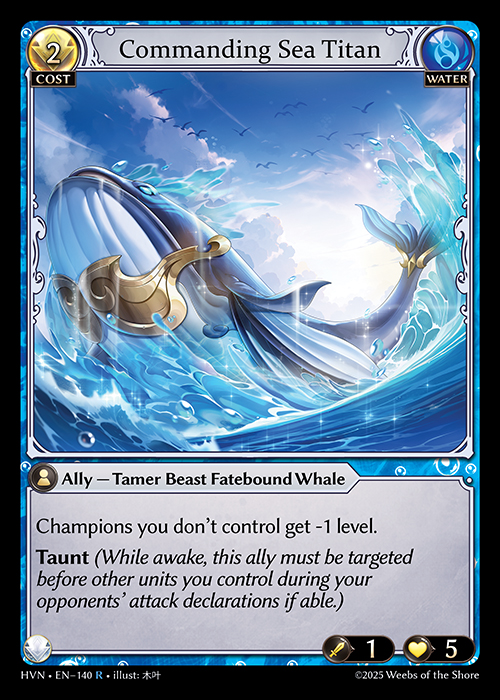 2
Commanding Sea Titan
COST
WATER
Ally — Tamer Beast Fatebound Whale
Champions you don't control get -1 level.
Taunt (While awake, this ally must be targeted
before other units you control during your
opponents' attack declarations if able.)
1
5
HVN • EN-140 R • illust: 木叶
©2025 Weebs of the Shore